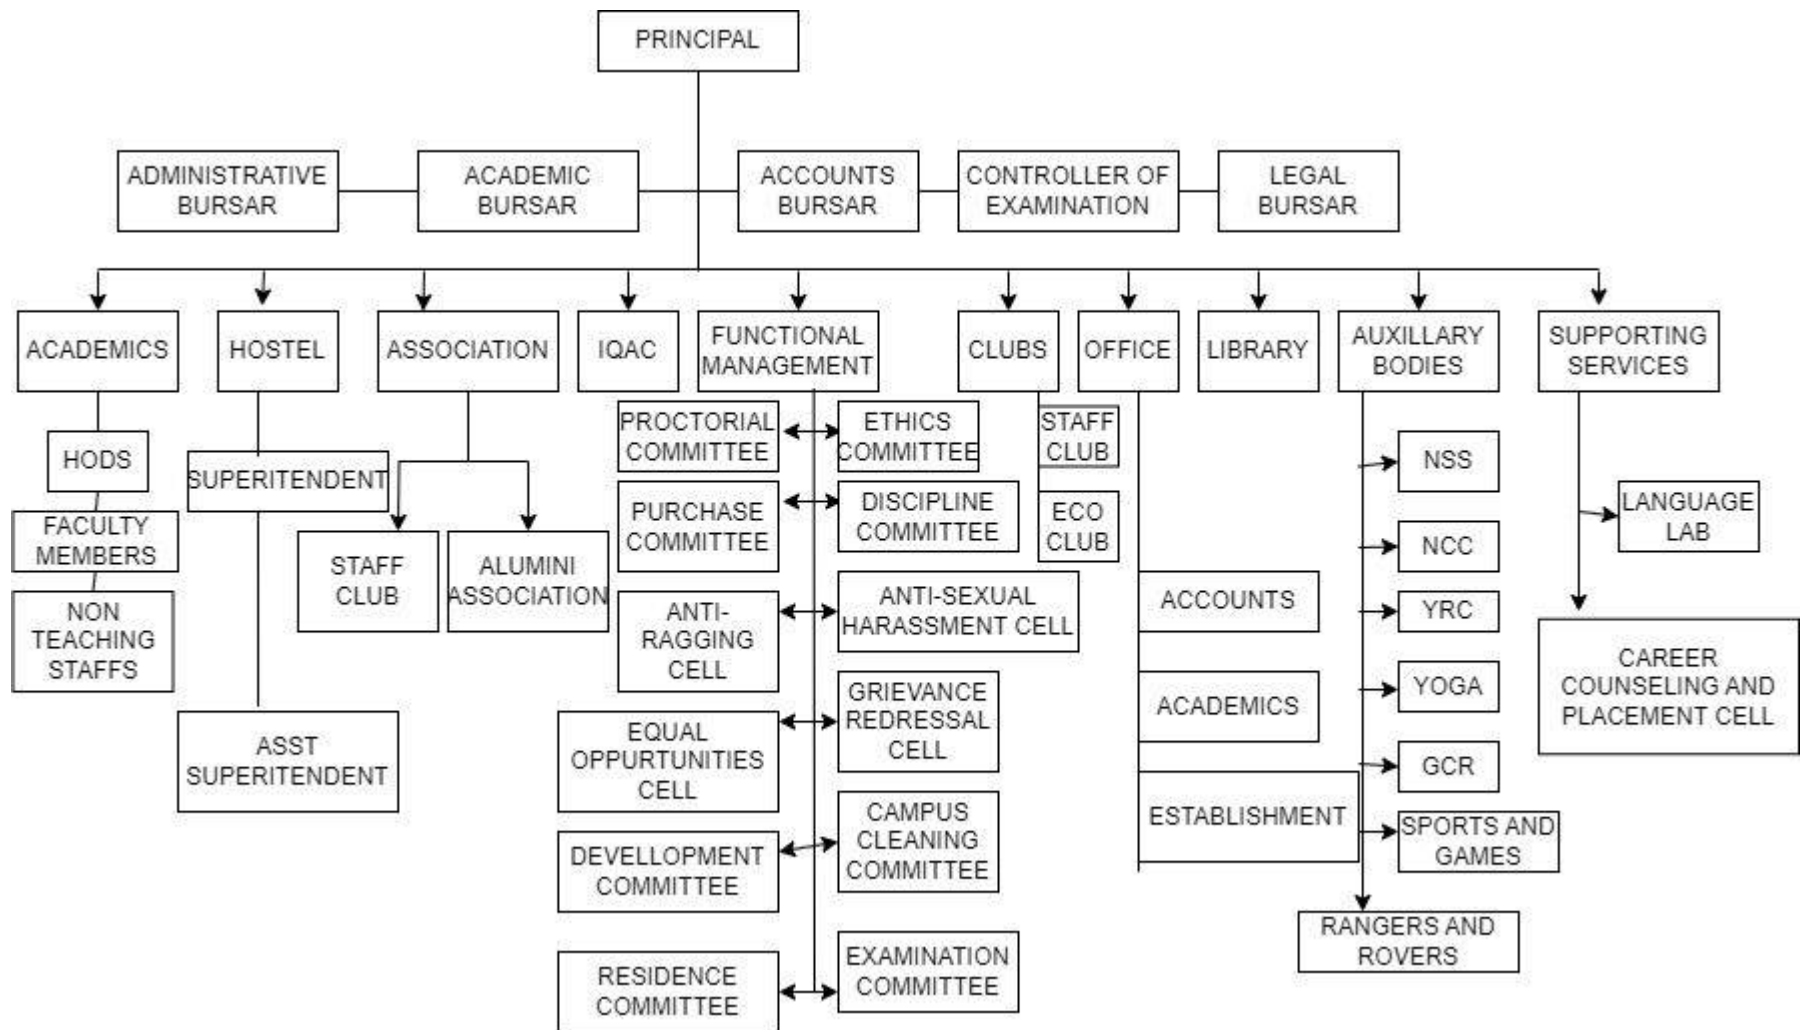 PRINCIPAL
ADMINISTRATIVE
BURSAR
ACADEMIC
BURSAR
ACCOUNTS
BURSAR
CONTROLLER OF
EXAMINATION
LEGAL
BURSAR
ACADEMICS
HOSTEL
ASSOCIATION
IQAC
FUNCTIONAL
MANAGEMENT
CLUBS
OFFICE
LIBRARY
AUXILLARY
BODIES
SUPPORTING
SERVICES
HODS
FACULTY
MEMBERS
NON
TEACHING
STAFFS
SUPERITENDENT
ASST
SUPERITENDENT
STAFF
CLUB
ALUMINI
ASSOCIATION
PROCTORIAL
COMMITTEE
ETHICS
COMMITTEE
PURCHASE
COMMITTEE
DISCIPLINE
COMMITTEE
ANTI-
RAGGING
CELL
ANTI-SEXUAL
HARASSMENT CELL
EQUAL
OPPURTUNITIES
CELL
GRIEVANCE
REDRESSAL
CELL
DEVELLOPMENT
COMMITTEE
CAMPUS
CLEANING
COMMITTEE
RESIDENCE
COMMITTEE
EXAMINATION
COMMITTEE
STAFF
CLUB
ECO
CLUB
ACCOUNTS
ACADEMICS
ESTABLISHMENT
NSS
NCC
YRC
YOGA
GCR
SPORTS AND
GAMES
RANGERS AND
ROVERS
LANGUAGE
LAB
CAREER
COUNSELING AND
PLACEMENT CELL